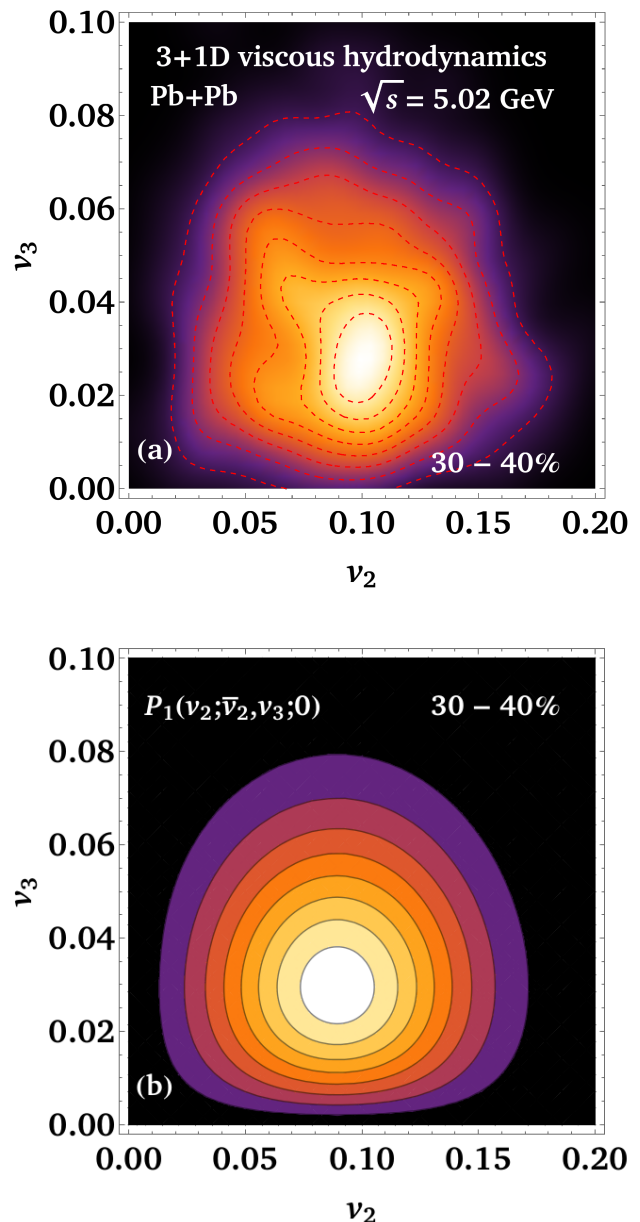 0.10
3+1D viscous hydrodynamics
Pb+Pb √s = 5.02 GeV
0.08
0.06
v3
0.04
0.02
(a) 30 – 40%
0.00
0.00 0.05 0.10 0.15 0.20
v2
0.10
P1(v2;v̅2,v3;0) 30 – 40%
0.08
0.06
v3
0.04
0.02
(b)
0.00
0.00 0.05 0.10 0.15 0.20
v2